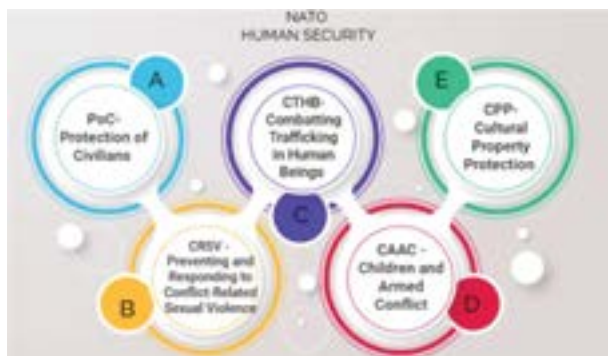 NATO
HUMAN SECURITY
A
PoC-
Protection of
Civilians
B
CRSV -
Preventing and
Responding to
Conflict-Related
Sexual Violence
C
CTHB-
Combatting
Trafficking
in Human
Beings
D
CAAC -
Children and
Armed
Conflict
E
CPP-
Cultural
Property
Protection